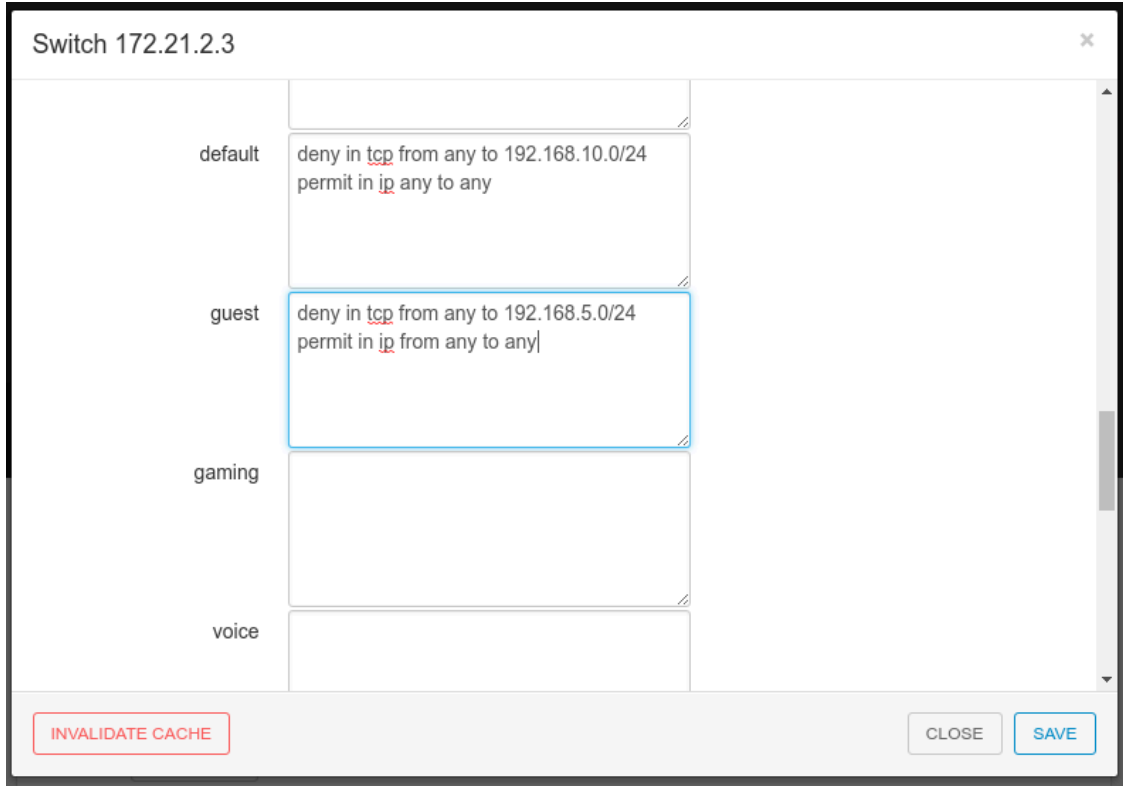 Switch 172.21.2.3
×
default
deny in tcp from any to 192.168.10.0/24
permit in ip any to any
guest
deny in tcp from any to 192.168.5.0/24
permit in ip from any to any
gaming
voice
INVALIDATE CACHE
CLOSE
SAVE